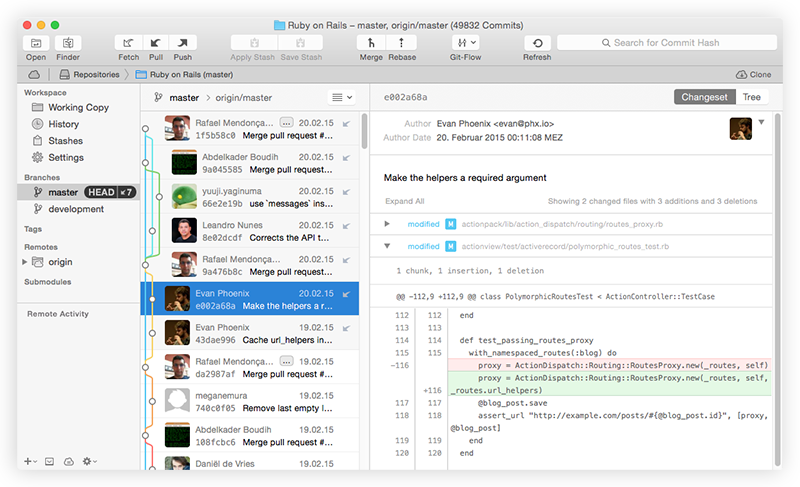 Ruby on Rails – master, origin/master (49832 Commits)
Open Finder Fetch Pull Push Apply Stash Save Stash Merge Rebase Git-Flow Refresh
Search for Commit Hash
Repositories Ruby on Rails (master) Clone
Workspace
Working Copy
History
Stashes
Settings
Branches
master HEAD ↙7
development
Tags
Remotes
origin
Submodules
Remote Activity
master > origin/master
Rafael Mendonça... ... 20.02.15
1f5b58c0 Merge pull request #...
Abdelkader Boudih 20.02.15
9a045585 Merge pull request...
yuuji.yaginuma 20.02.15
66e2e19b use `messages` ins...
Leandro Nunes 20.02.15
8e02dcdf Corrects the API t...
Rafael Mendonça... 20.02.15
9a476b8c Merge pull request...
Evan Phoenix 20.02.15
e002a68a Make the helpers a r...
Evan Phoenix 19.02.15
43dae996 Cache url_helpers in...
Rafael Mendonça... ... 19.02.15
da2987af Merge pull request #...
meganemura 19.02.15
740c0f05 Remove last empty l...
Abdelkader Boudih 19.02.15
108fcbc6 Merge pull request #...
Daniël de Vries 19.02.15
e002a68a
Changeset Tree
Author Evan Phoenix <evan@phx.io>
Author Date 20. Februar 2015 00:11:08 MEZ
Make the helpers a required argument
Expand All Showing 2 changed files with 3 additions and 3 deletions
modified M actionpack/lib/action_dispatch/routing/routes_proxy.rb
modified M actionview/test/activerecord/polymorphic_routes_test.rb
1 chunk, 1 insertion, 1 deletion
@@ -112,9 +112,9 @@ class PolymorphicRoutesTest < ActionController::TestCase
112 112 end
113 113
114 114 def test_passing_routes_proxy
115 115 with_namespaced_routes(:blog) do
−116 proxy = ActionDispatch::Routing::RoutesProxy.new(_routes, self)
proxy = ActionDispatch::Routing::RoutesProxy.new(_routes, self,
+116 _routes.url_helpers)
117 117 @blog_post.save
118 118 assert_url "http://example.com/posts/#{@blog_post.id}", [proxy,
@blog_post]
119 119 end
120 120 end